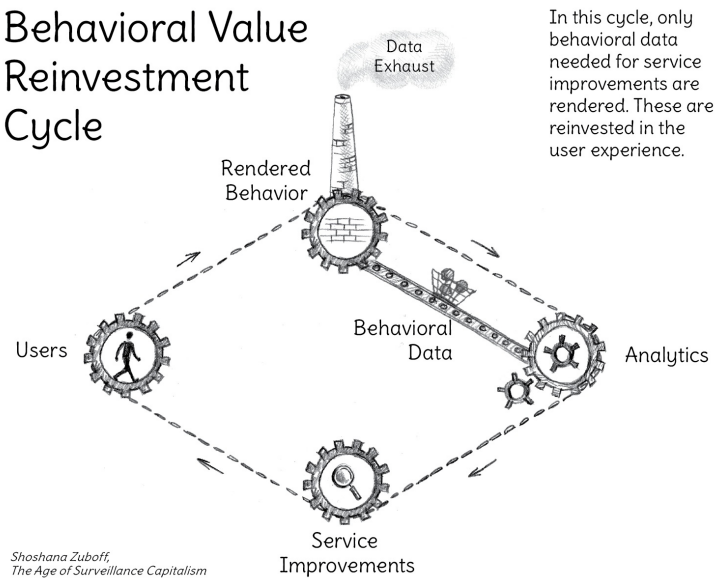 Behavioral Value
Reinvestment
Cycle
Data
Exhaust
In this cycle, only
behavioral data
needed for service
improvements are
rendered. These are
reinvested in the
user experience.
Rendered
Behavior
Users
Behavioral
Data
Analytics
Service
Improvements
Shoshana Zuboff,
The Age of Surveillance Capitalism